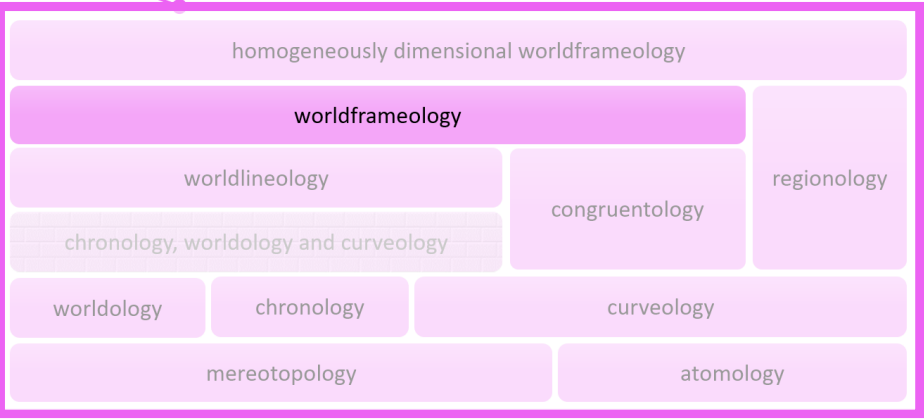 homogeneously dimensional worldframeology
worldframeology
regionology
worldlineology
congruentology
chronology, worldology and curveology
worldology
chronology
curveology
mereotopology
atomology